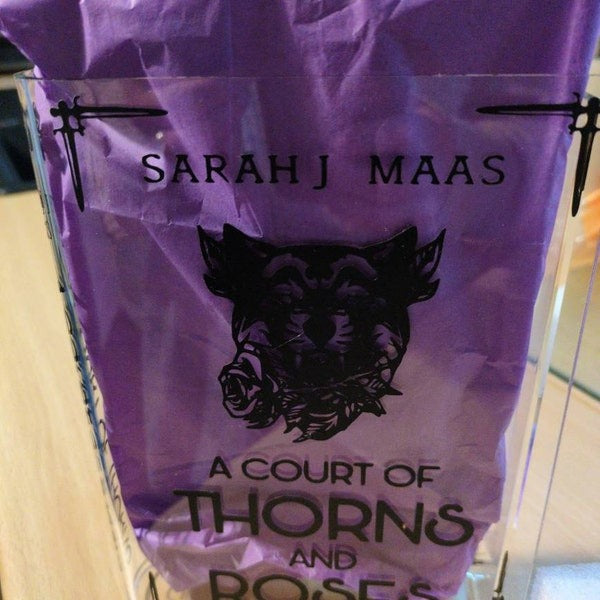 SARAH J MAAS
A COURT OF
THORNS
AND
ROSES